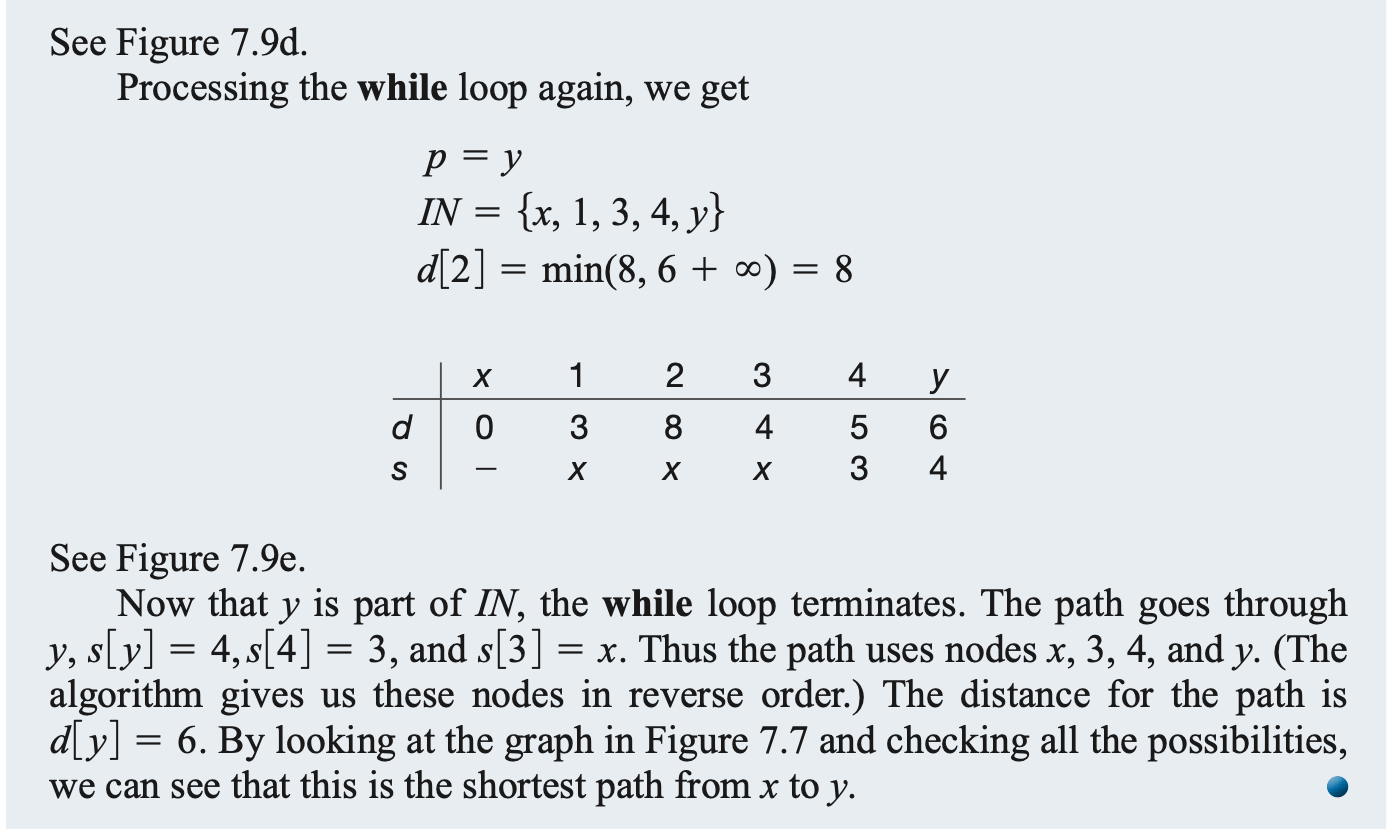 See Figure 7.9d.
Processing the while loop again, we get
p = y
IN = {x, 1, 3, 4, y}
d[2] = min(8, 6 + ∞) = 8
x 1 2 3 4 y
d 0 3 8 4 5 6
s – x x x 3 4
See Figure 7.9e.
Now that y is part of IN, the while loop terminates. The path goes through
y, s[y] = 4, s[4] = 3, and s[3] = x. Thus the path uses nodes x, 3, 4, and y. (The
algorithm gives us these nodes in reverse order.) The distance for the path is
d[y] = 6. By looking at the graph in Figure 7.7 and checking all the possibilities,
we can see that this is the shortest path from x to y.